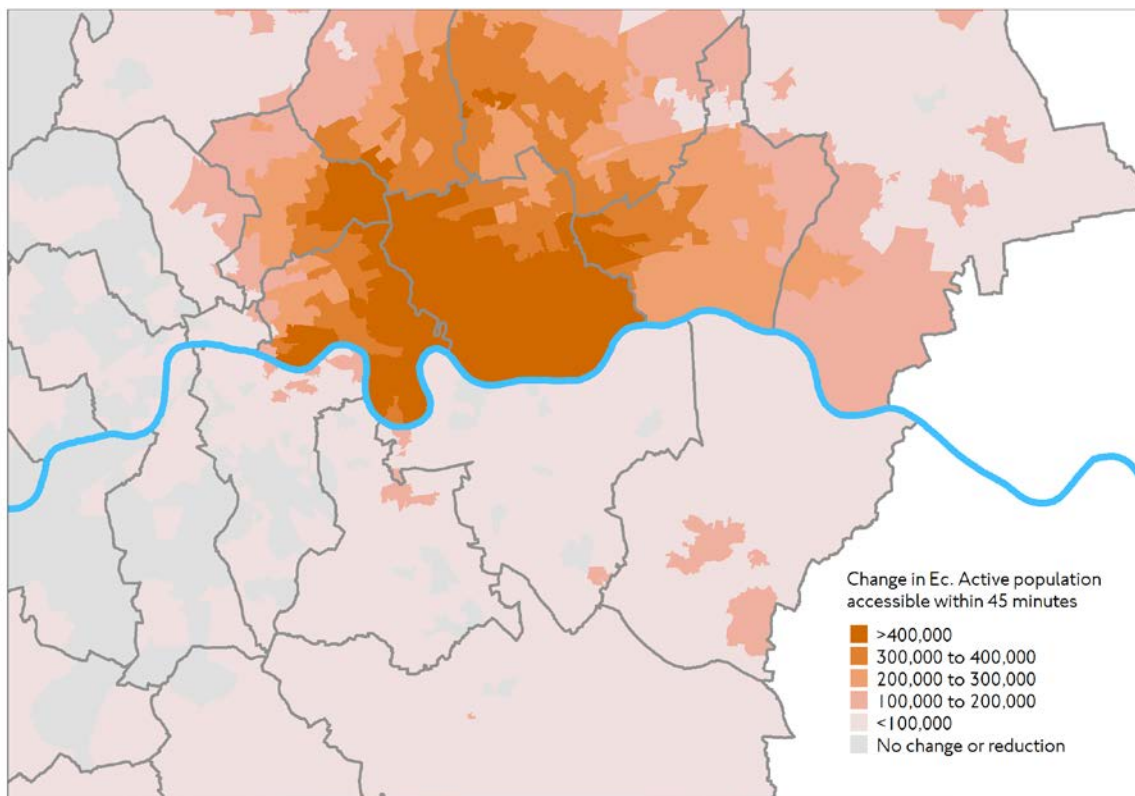 Change in Ec. Active population
accessible within 45 minutes
>400,000
300,000 to 400,000
200,000 to 300,000
100,000 to 200,000
<100,000
No change or reduction